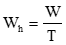 Wₕ = W/T